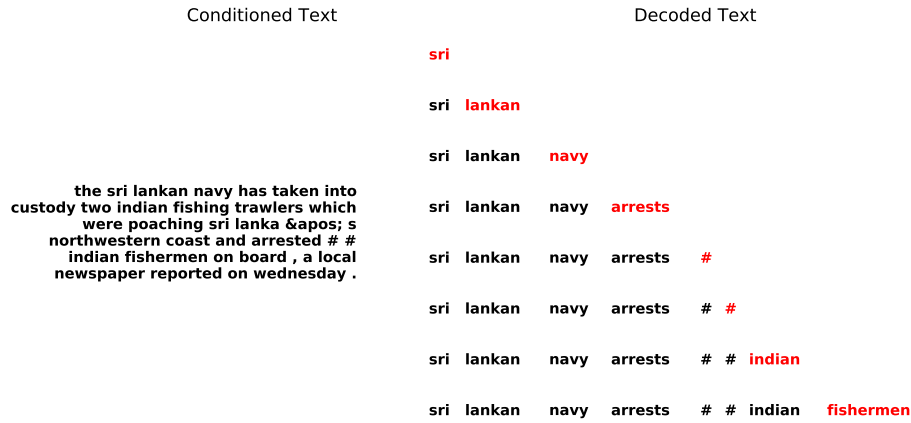 Conditioned Text
Decoded Text
the sri lankan navy has taken into
custody two indian fishing trawlers which
were poaching sri lanka &apos; s
northwestern coast and arrested # #
indian fishermen on board , a local
newspaper reported on wednesday .
sri
sri lankan
sri lankan navy
sri lankan navy arrests
sri lankan navy arrests #
sri lankan navy arrests # #
sri lankan navy arrests # # indian
sri lankan navy arrests # # indian fishermen